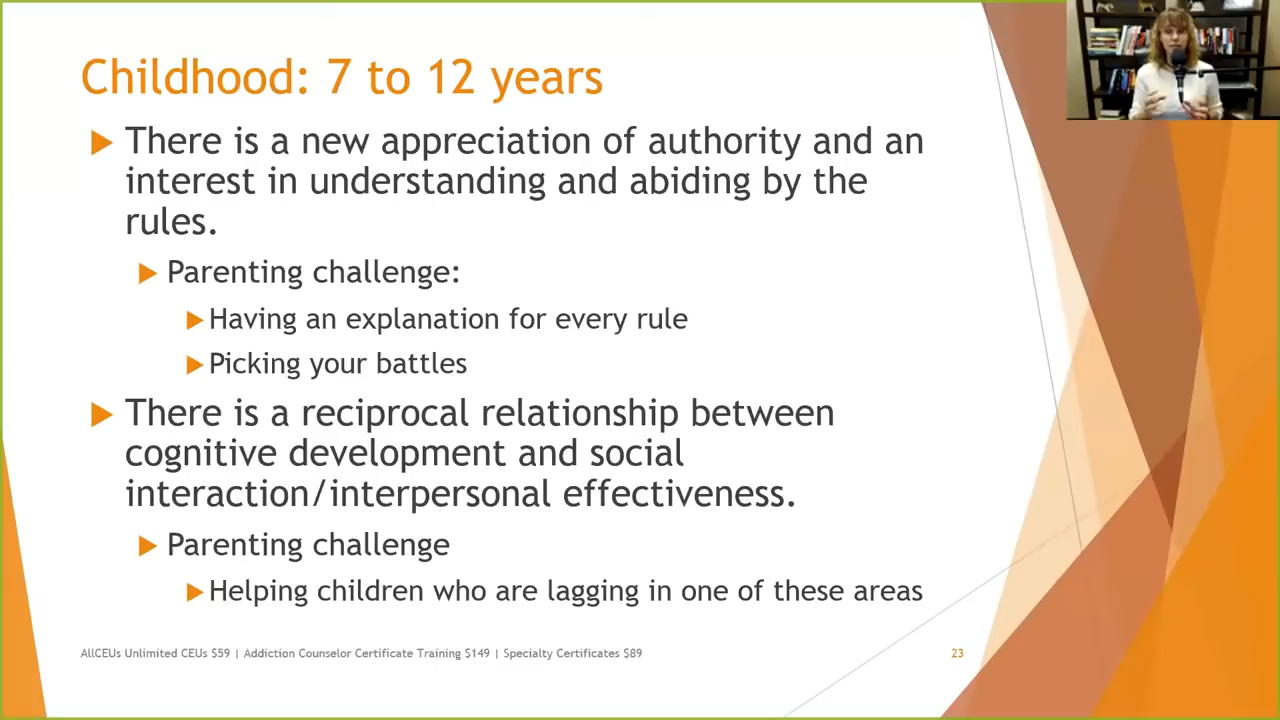 Childhood: 7 to 12 years
There is a new appreciation of authority and an
interest in understanding and abiding by the
rules.
Parenting challenge:
Having an explanation for every rule
Picking your battles
There is a reciprocal relationship between
cognitive development and social
interaction/interpersonal effectiveness.
Parenting challenge
Helping children who are lagging in one of these areas
AllCEUs Unlimited CEUs $59 | Addiction Counselor Certificate Training $149 | Specialty Certificates $89
23